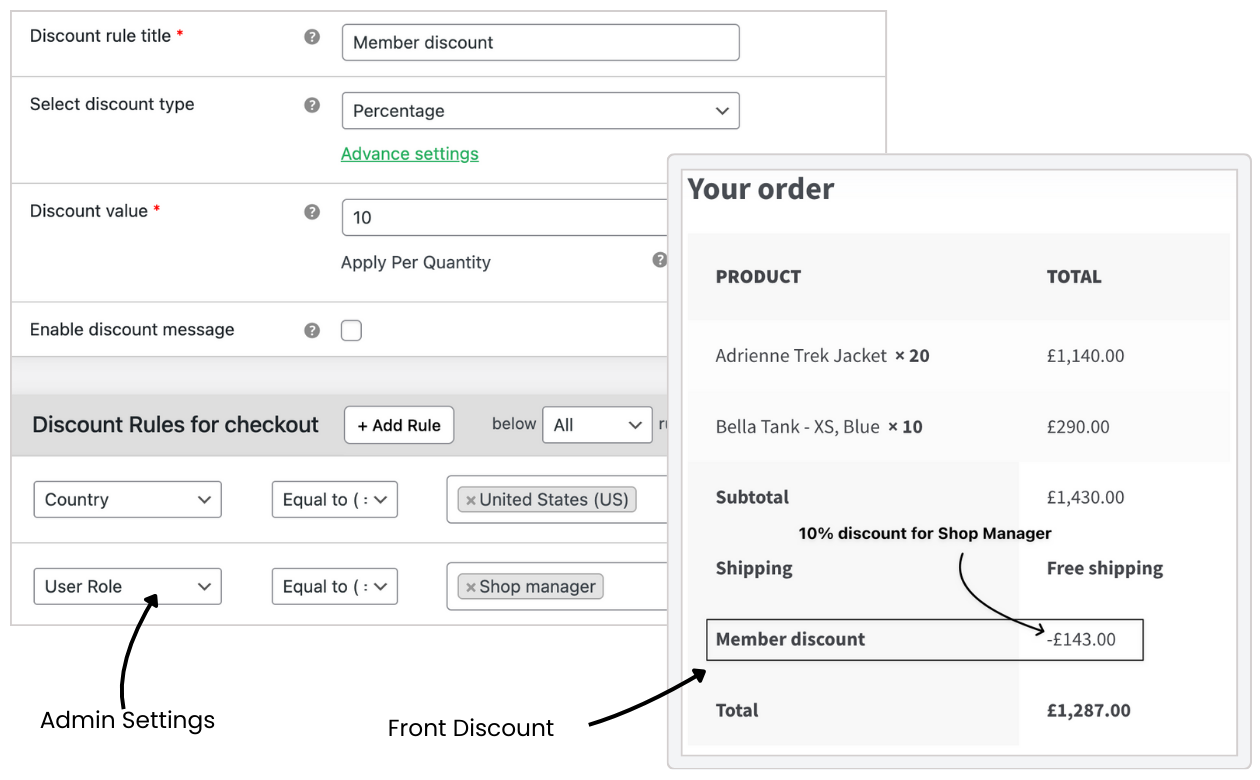 Discount rule title * ? Member discount
Select discount type ? Percentage
Advance settings
Discount value * ? 10
Apply Per Quantity ?
Enable discount message ?
Discount Rules for checkout + Add Rule below All
Country Equal to ( : × United States (US)
User Role Equal to ( : × Shop manager
Admin Settings
Front Discount
Your order
PRODUCT TOTAL
Adrienne Trek Jacket × 20 £1,140.00
Bella Tank - XS, Blue × 10 £290.00
Subtotal £1,430.00
10% discount for Shop Manager
Shipping Free shipping
Member discount -£143.00
Total £1,287.00